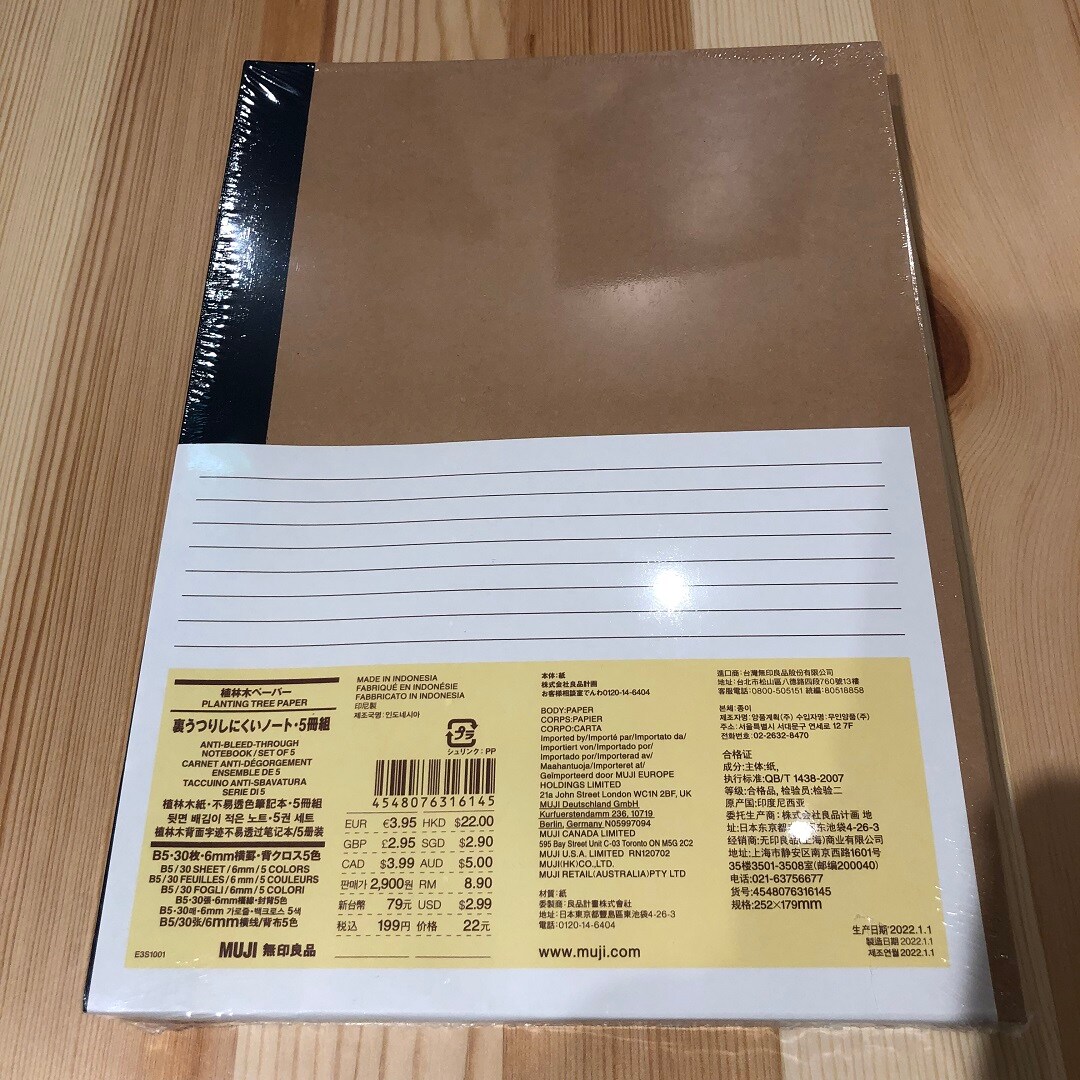 植林木ペーパー
PLANTING TREE PAPER
裏うつりしにくいノート・5冊組
ANTI-BLEED-THROUGH
NOTEBOOK / SET OF 5
CARNET ANTI-DÉGORGEMENT
ENSEMBLE DE 5
TACCUINO ANTI-SBAVATURA
SERIE DI 5
植林木紙・不易透色筆記本・5冊組
뒷면 배김이 적은 노트・5권 세트
植林木背面字迹不易透过笔记本/5册装
B5・30枚・6mm横罫・背クロス5色
B5 / 30 SHEET / 6mm / 5 COLORS
B5 / 30 FEUILLES / 6 mm / 5 COULEURS
B5 / 30 FOGLI / 6mm / 5 COLORI
B5・30張・6mm橫線・封背5色
B5・30매・6mm 가로줄・백크로스 5색
B5/30张/6mm横线/背布5色
E3S1001
MUJI 無印良品
MADE IN INDONESIA
FABRIQUÉ EN INDONÉSIE
FABBRICATO IN INDONESIA
印尼製
제조국명 : 인도네시아
プラ
シュリンク : PP
4548076316145
EUR €3.95 HKD $22.00
GBP £2.95 SGD $2.90
CAD $3.99 AUD $5.00
판매가 2,900원 RM 8.90
新台幣 79元 USD $2.99
税込 199円 价格 22元
本体:紙
株式会社良品計画
お客様相談室でんわ0120-14-6404
BODY:PAPER
CORPS:PAPIER
CORPO:CARTA
Imported by/Importé par/Importato da/
Importiert von/Importado por/
Importado por/Importerad av/
Maahantuoja/Importeret af/
Geïmporteerd door MUJI EUROPE
HOLDINGS LIMITED
21a John Street London WC1N 2BF, UK
MUJI Deutschland GmbH
Kurfuerstendamm 236, 10719
Berlin, Germany N05997094
MUJI CANADA LIMITED
595 Bay Street Unit C-03 Toronto ON M5G 2C2
MUJI U.S.A. LIMITED RN120702
MUJI(HK)CO.,LTD.
MUJI RETAIL(AUSTRALIA)PTY LTD
材質:紙
委製商:良品計畫株式會社
地址:日本東京都豐島區東池袋4-26-3
電話:0120-14-6404
www.muji.com
進口商:台灣無印良品股份有限公司
地址:台北市松山區八德路四段760號13樓
客服電話:0800-505151 統編:80518858
본체:종이
제조자명:양품계획(주) 수입자명:무인양품(주)
주소:서울특별시 서대문구 연세로 12 7F
전화번호:02-2632-8470
合格证
成分:主体:纸,
执行标准:QB/T 1438-2007
等级:合格品, 检验员:检验二
原产国:印度尼西亚
委托生产商:株式会社良品计画 地
址:日本东京都 东池袋4-26-3
经销商:无印良品(上海)商业有限公司
地址:上海市静安区南京西路1601号
35楼3501-3508室(邮编200040)
电话:021-63756677
货号:4548076316145
规格:252×179mm
生产日期:2022.1.1
製造日期 2022.1.1
제조연월 2022.1.1